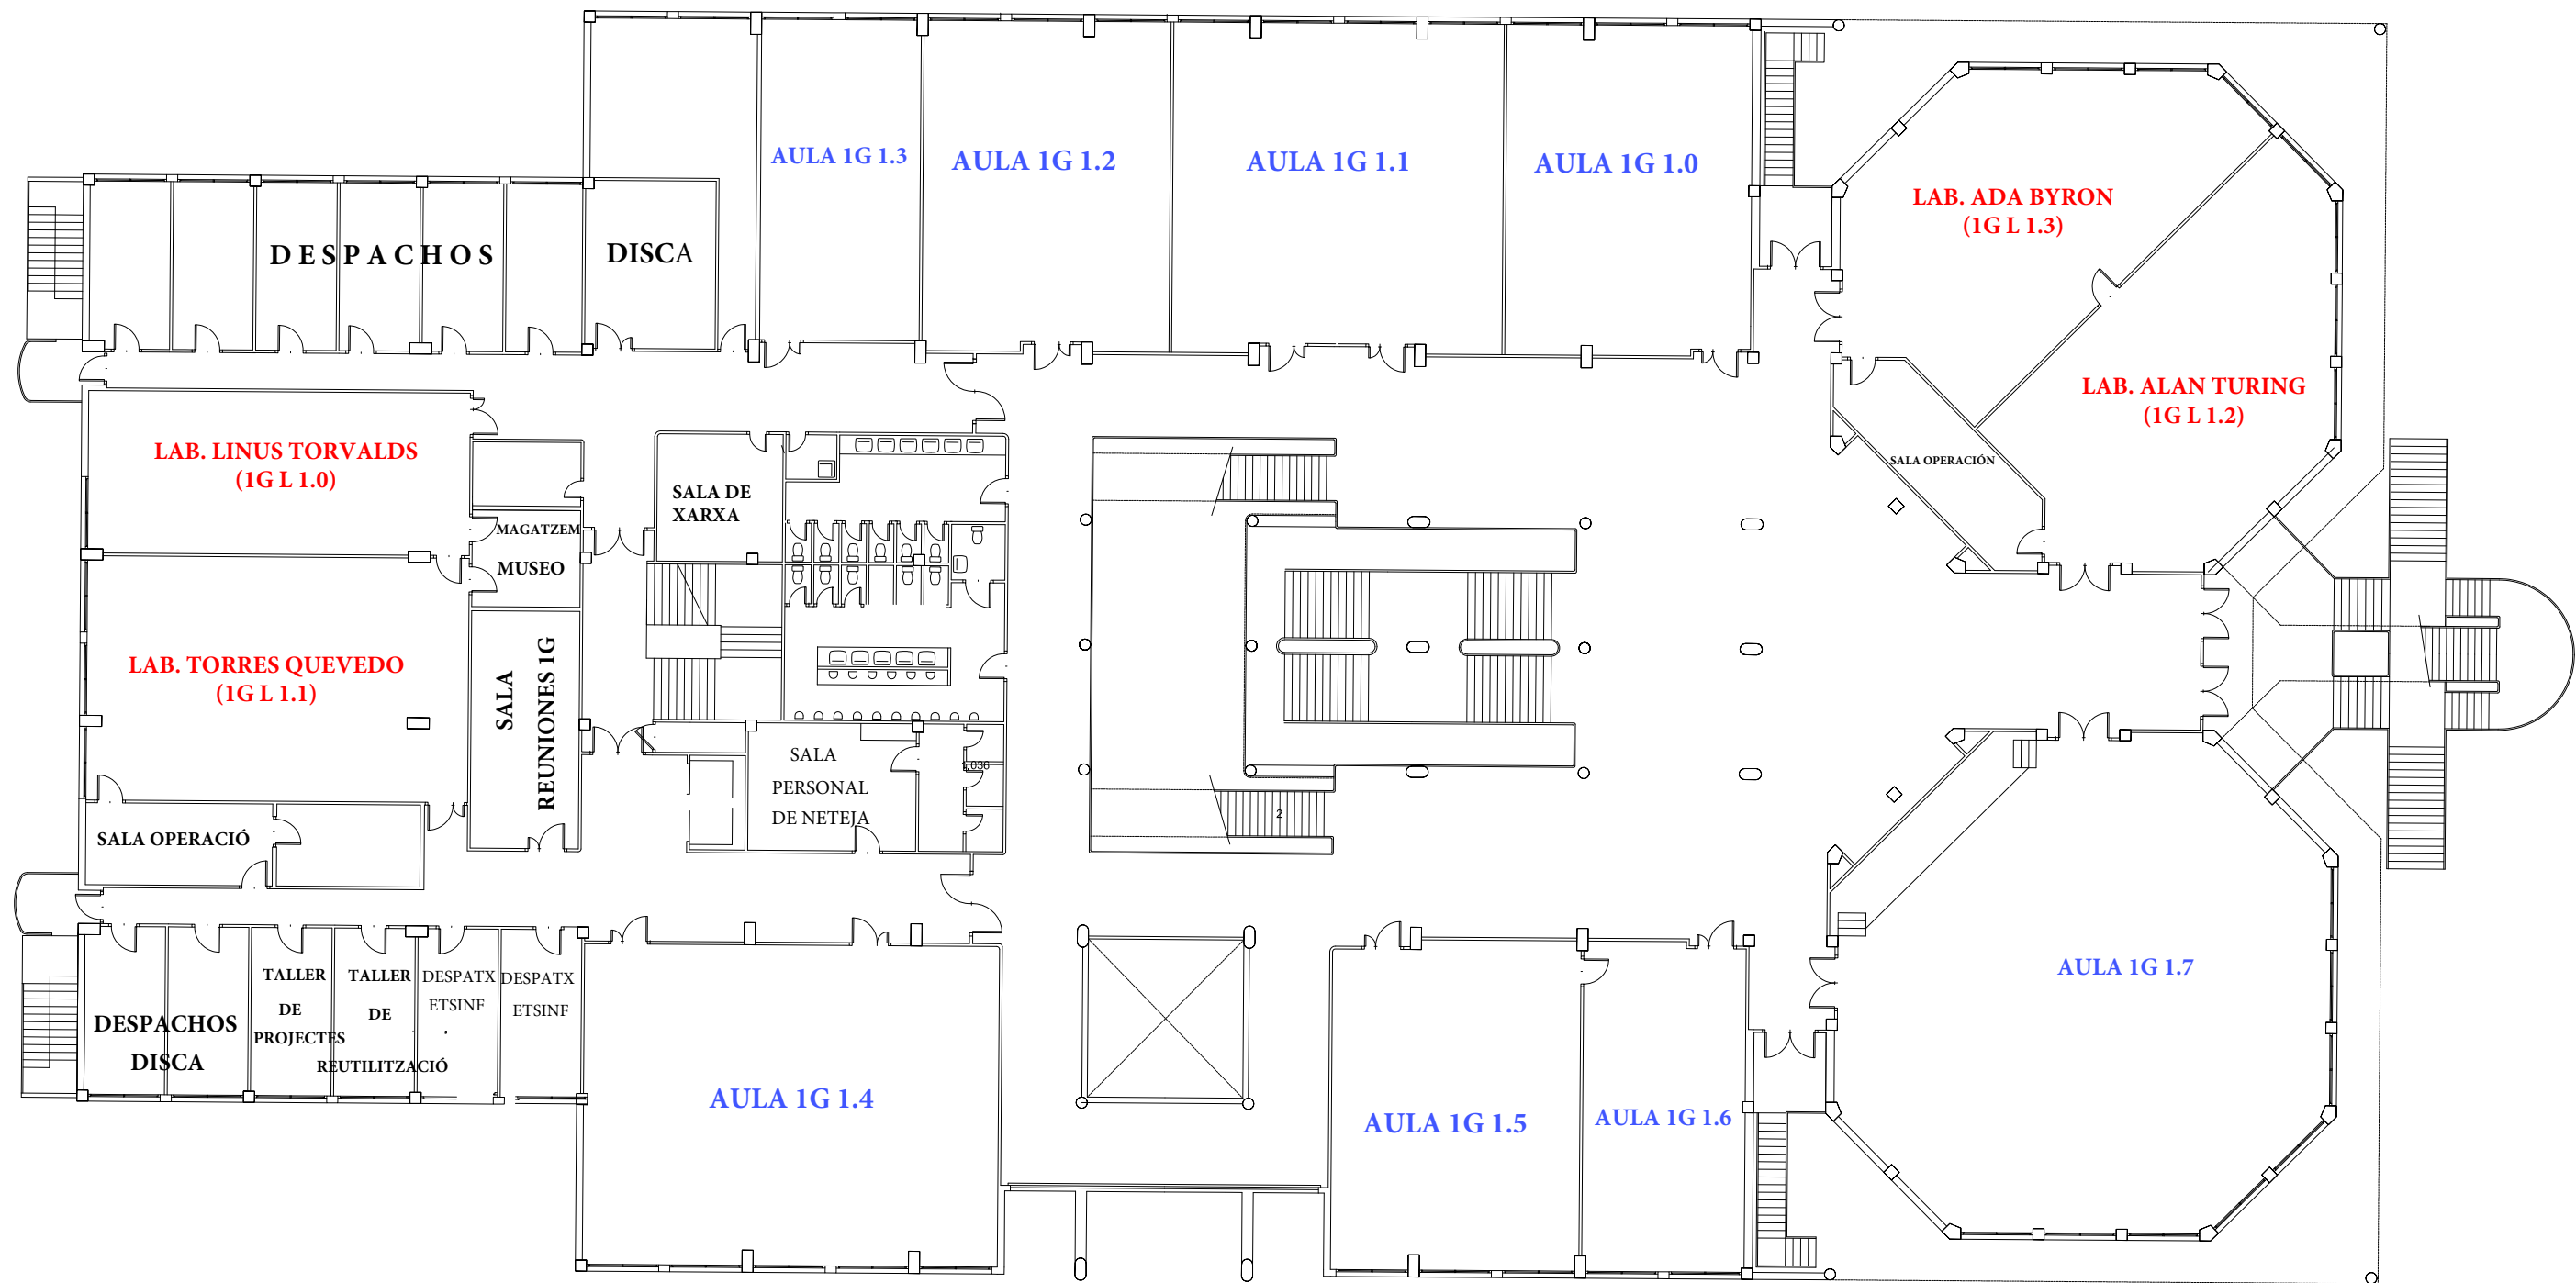 AULA 1G 1.3
AULA 1G 1.2
AULA 1G 1.1
AULA 1G 1.0
LAB. ADA BYRON
(1G L 1.3)
DESPACHOS
DISCA
LAB. ALAN TURING
(1G L 1.2)
LAB. LINUS TORVALDS
(1G L 1.0)
SALA OPERACIÓN
SALA DE
XARXA
MAGATZEM
MUSEO
LAB. TORRES QUEVEDO
(1G L 1.1)
SALA
REUNIONES 1G
SALA
PERSONAL
DE NETEJA
1.036
2
SALA OPERACIÓ
TALLER
DE
PROJECTES
TALLER
DE
REUTILITZACIÓ
DESPATX
ETSINF
DESPATX
ETSINF
DESPACHOS
DISCA
AULA 1G 1.7
AULA 1G 1.4
AULA 1G 1.5
AULA 1G 1.6